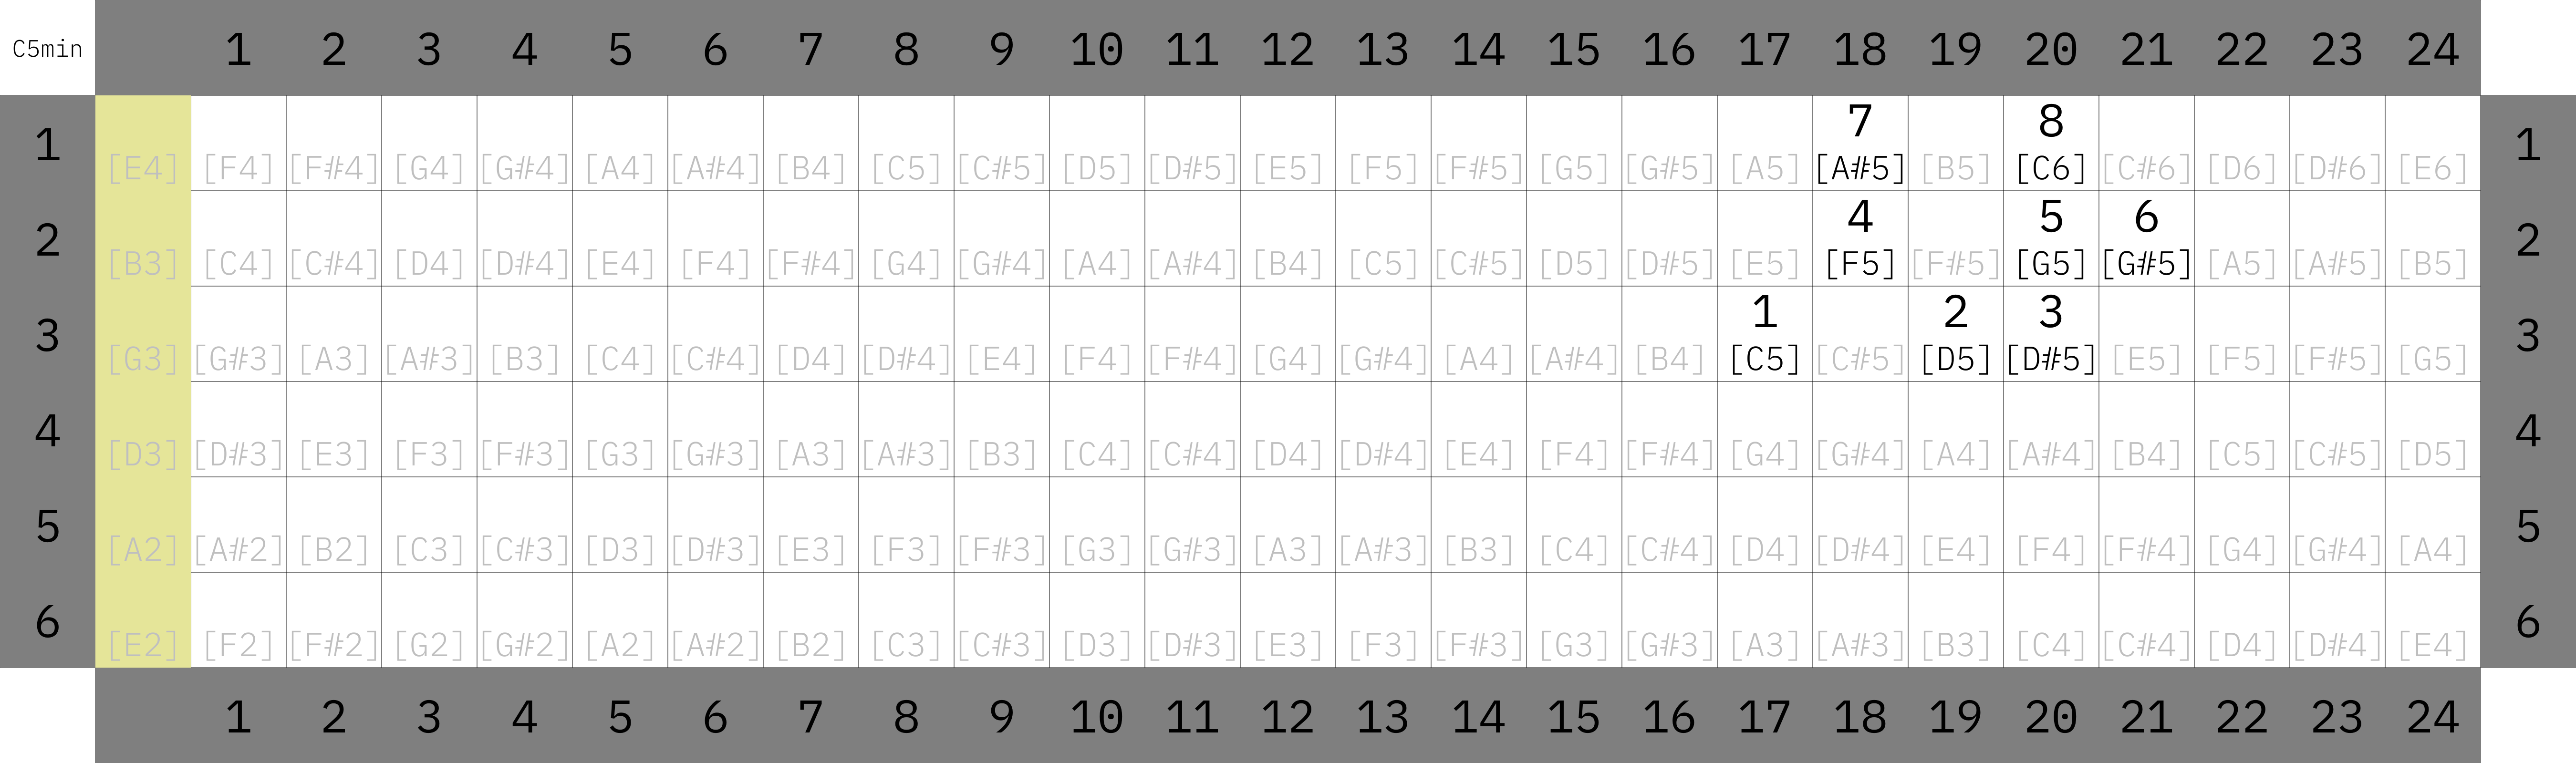 C5min 1 2 3 4 5 6 7 8 9 10 11 12 13 14 15 16 17 18 19 20 21 22 23 24
7 8
1 [E4] [F4] [F#4] [G4] [G#4] [A4] [A#4] [B4] [C5] [C#5] [D5] [D#5] [E5] [F5] [F#5] [G5] [G#5] [A5] [A#5] [B5] [C6] [C#6] [D6] [D#6] [E6] 1
4 5 6
2 [B3] [C4] [C#4] [D4] [D#4] [E4] [F4] [F#4] [G4] [G#4] [A4] [A#4] [B4] [C5] [C#5] [D5] [D#5] [E5] [F5] [F#5] [G5] [G#5] [A5] [A#5] [B5] 2
1 2 3
3 [G3] [G#3] [A3] [A#3] [B3] [C4] [C#4] [D4] [D#4] [E4] [F4] [F#4] [G4] [G#4] [A4] [A#4] [B4] [C5] [C#5] [D5] [D#5] [E5] [F5] [F#5] [G5] 3
4 [D3] [D#3] [E3] [F3] [F#3] [G3] [G#3] [A3] [A#3] [B3] [C4] [C#4] [D4] [D#4] [E4] [F4] [F#4] [G4] [G#4] [A4] [A#4] [B4] [C5] [C#5] [D5] 4
5 [A2] [A#2] [B2] [C3] [C#3] [D3] [D#3] [E3] [F3] [F#3] [G3] [G#3] [A3] [A#3] [B3] [C4] [C#4] [D4] [D#4] [E4] [F4] [F#4] [G4] [G#4] [A4] 5
6 [E2] [F2] [F#2] [G2] [G#2] [A2] [A#2] [B2] [C3] [C#3] [D3] [D#3] [E3] [F3] [F#3] [G3] [G#3] [A3] [A#3] [B3] [C4] [C#4] [D4] [D#4] [E4] 6
1 2 3 4 5 6 7 8 9 10 11 12 13 14 15 16 17 18 19 20 21 22 23 24